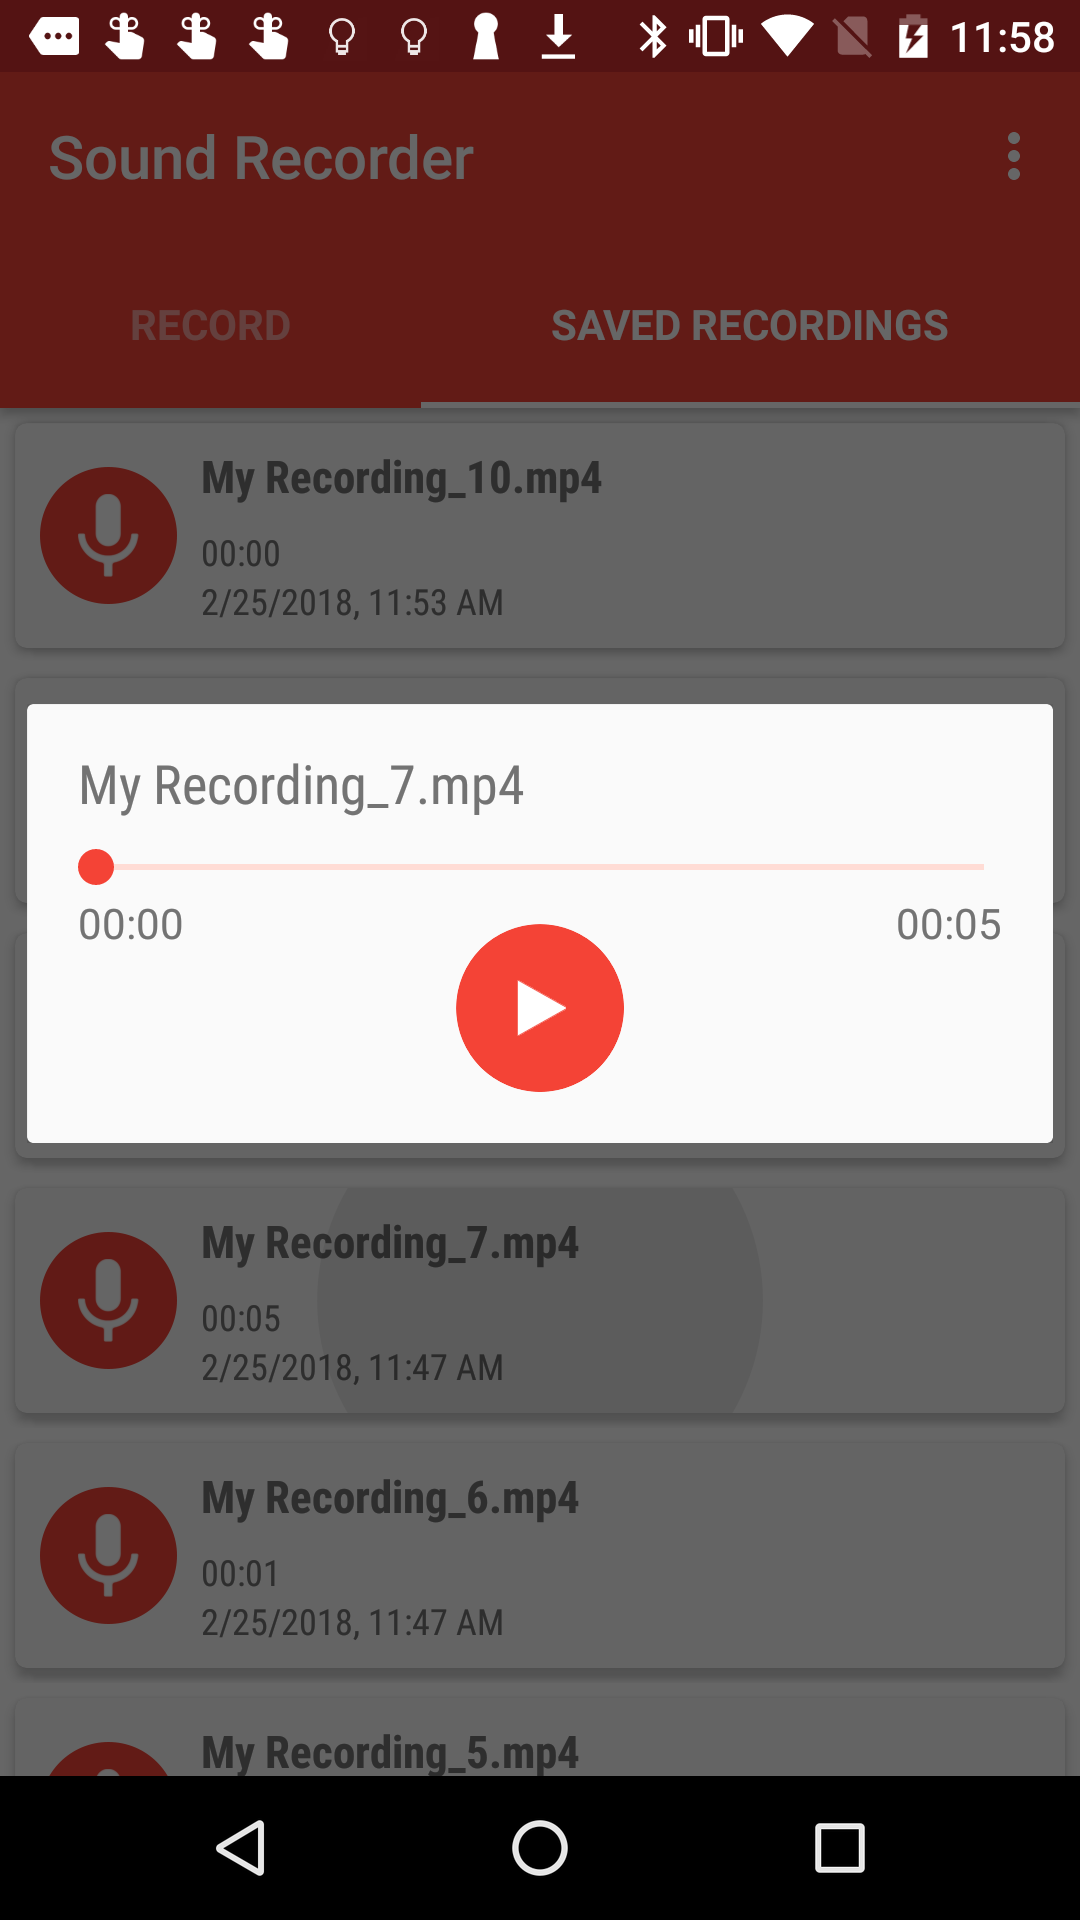 11:58
Sound Recorder
RECORD
SAVED RECORDINGS
My Recording_10.mp4
00:00
2/25/2018, 11:53 AM
My Recording_7.mp4
00:00
00:05
My Recording_7.mp4
00:05
2/25/2018, 11:47 AM
My Recording_6.mp4
00:01
2/25/2018, 11:47 AM
My Recording_5.mp4